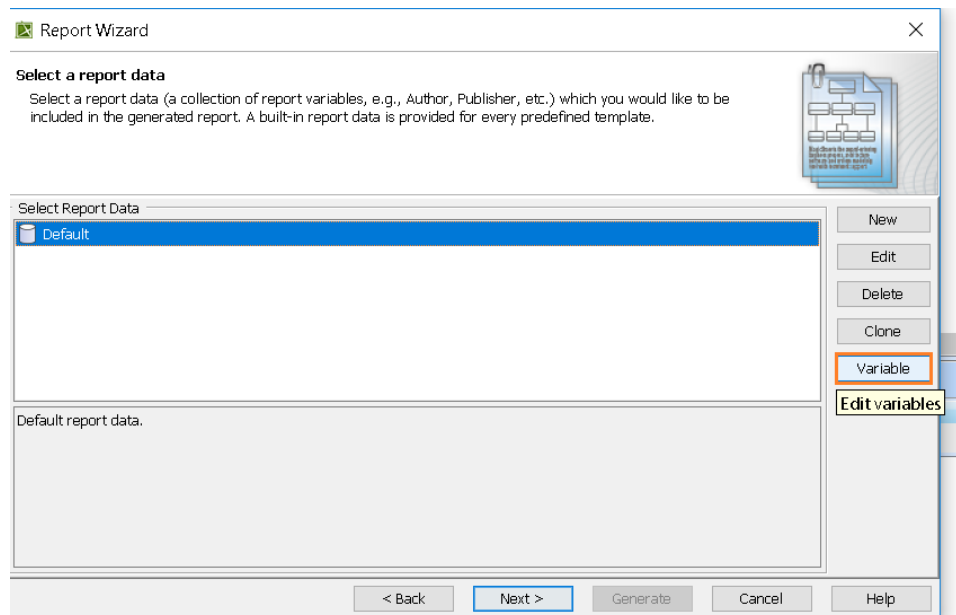 Report Wizard
Select a report data
Select a report data (a collection of report variables, e.g., Author, Publisher, etc.) which you would like to be
included in the generated report. A built-in report data is provided for every predefined template.
Select Report Data
Default
New
Edit
Delete
Clone
Variable
Edit variables
Default report data.
< Back
Next >
Generate
Cancel
Help